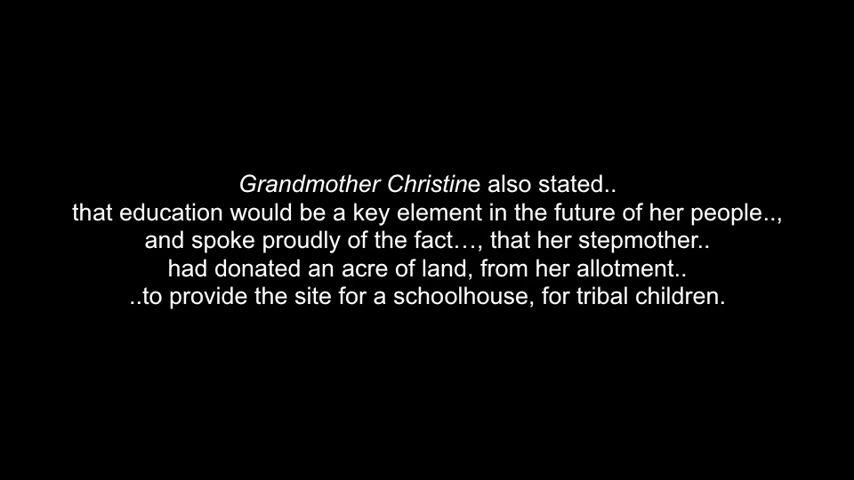 Grandmother Christine also stated..
that education would be a key element in the future of her people..,
and spoke proudly of the fact…, that her stepmother..
had donated an acre of land, from her allotment..
..to provide the site for a schoolhouse, for tribal children.